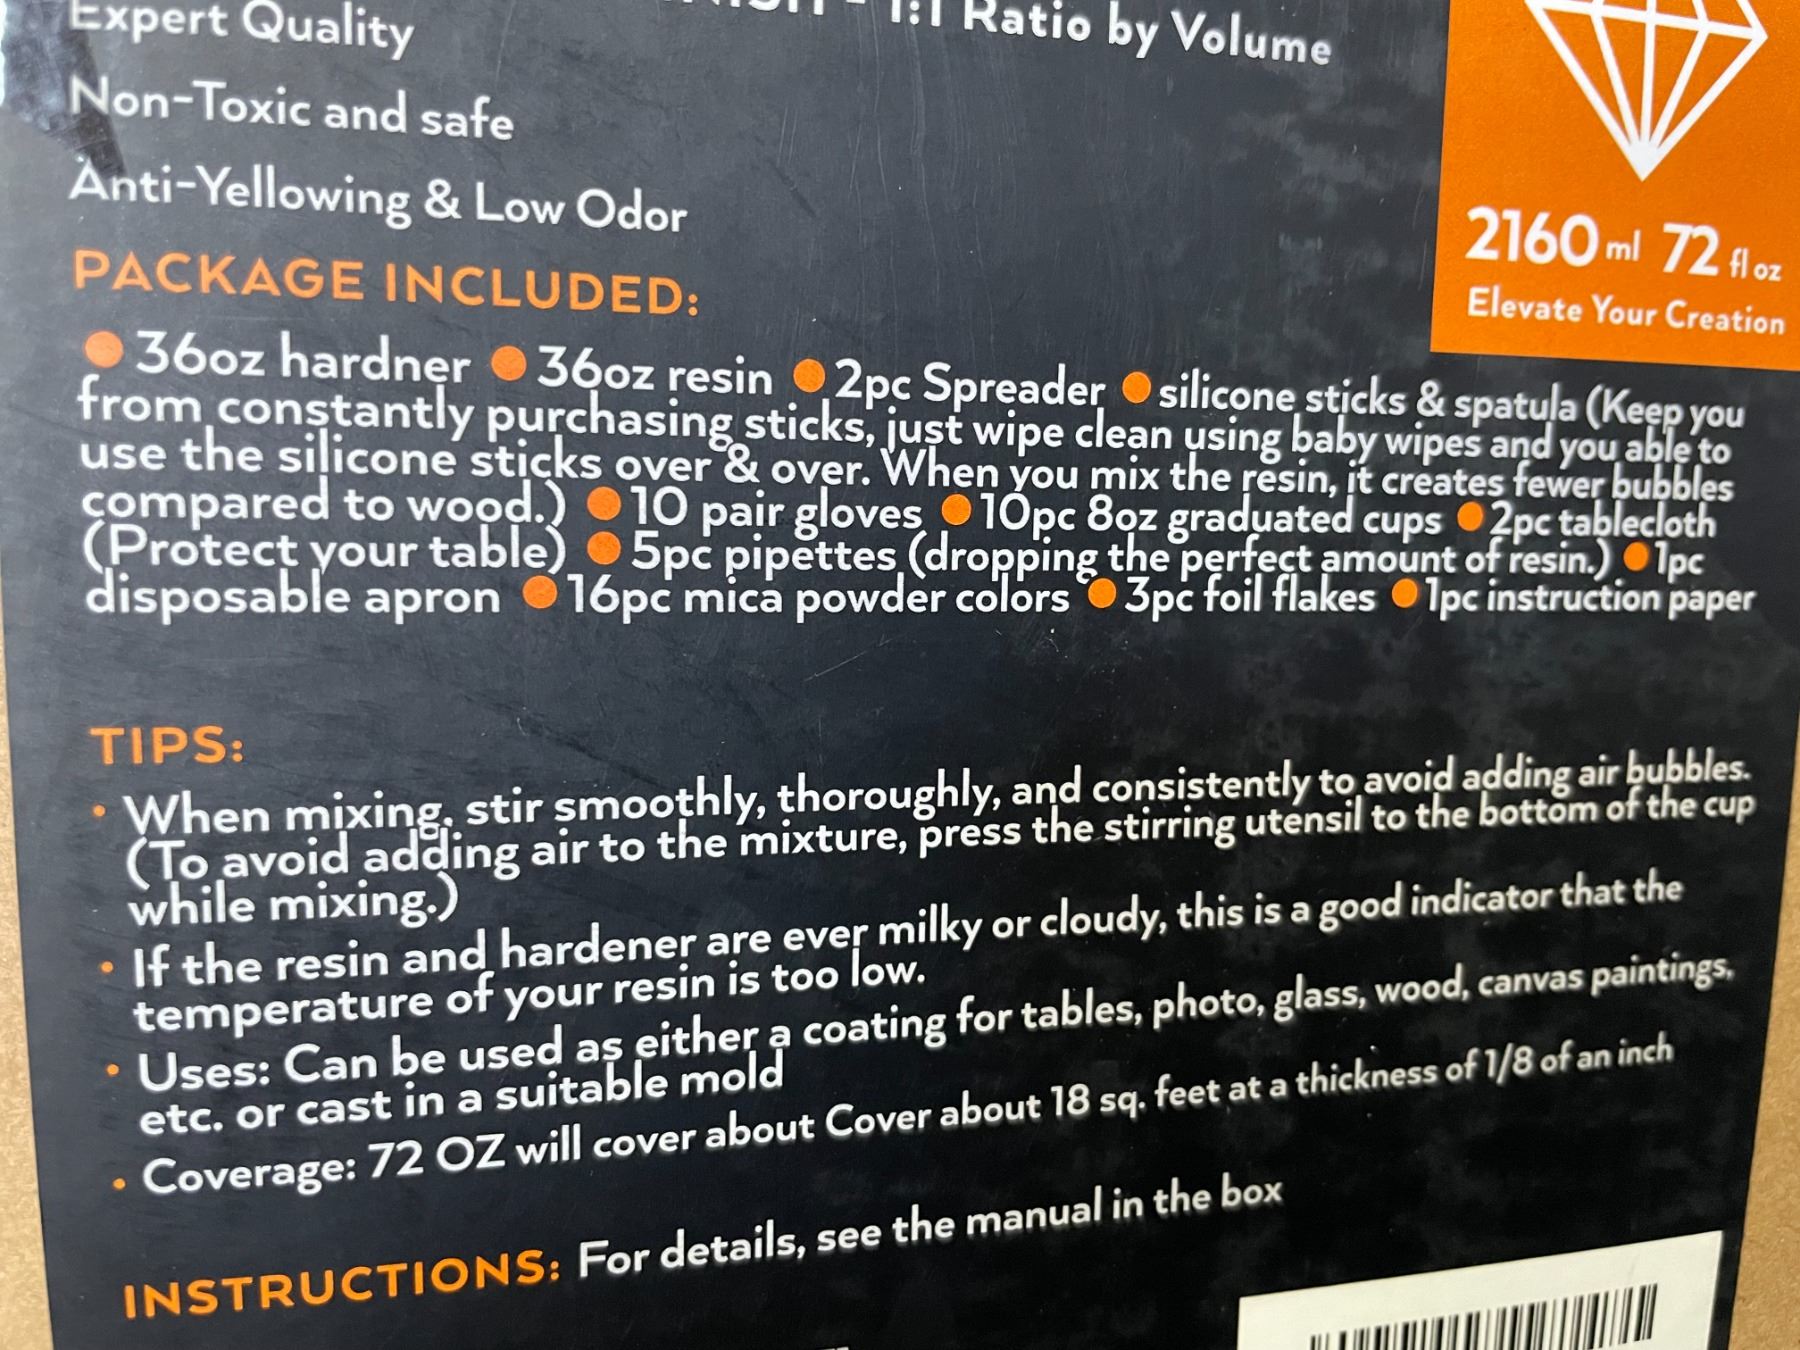 - 1:1 Ratio by Volume
Expert Quality
Non-Toxic and safe
Anti-Yellowing & Low Odor
2160 ml 72 fl oz
Elevate Your Creation
PACKAGE INCLUDED:
● 36oz hardner ● 36oz resin ● 2pc Spreader ● silicone sticks & spatula (Keep you
from constantly purchasing sticks, just wipe clean using baby wipes and you able to
use the silicone sticks over & over. When you mix the resin, it creates fewer bubbles
compared to wood.) ● 10 pair gloves ● 10pc 8oz graduated cups ● 2pc tablecloth
(Protect your table) ● 5pc pipettes (dropping the perfect amount of resin.) ● 1pc
disposable apron ● 16pc mica powder colors ● 3pc foil flakes ● 1pc instruction paper
TIPS:
• When mixing, stir smoothly, thoroughly, and consistently to avoid adding air bubbles.
(To avoid adding air to the mixture, press the stirring utensil to the bottom of the cup
while mixing.)
• If the resin and hardener are ever milky or cloudy, this is a good indicator that the
temperature of your resin is too low.
• Uses: Can be used as either a coating for tables, photo, glass, wood, canvas paintings,
etc. or cast in a suitable mold
• Coverage: 72 OZ will cover about Cover about 18 sq. feet at a thickness of 1/8 of an inch
INSTRUCTIONS: For details, see the manual in the box